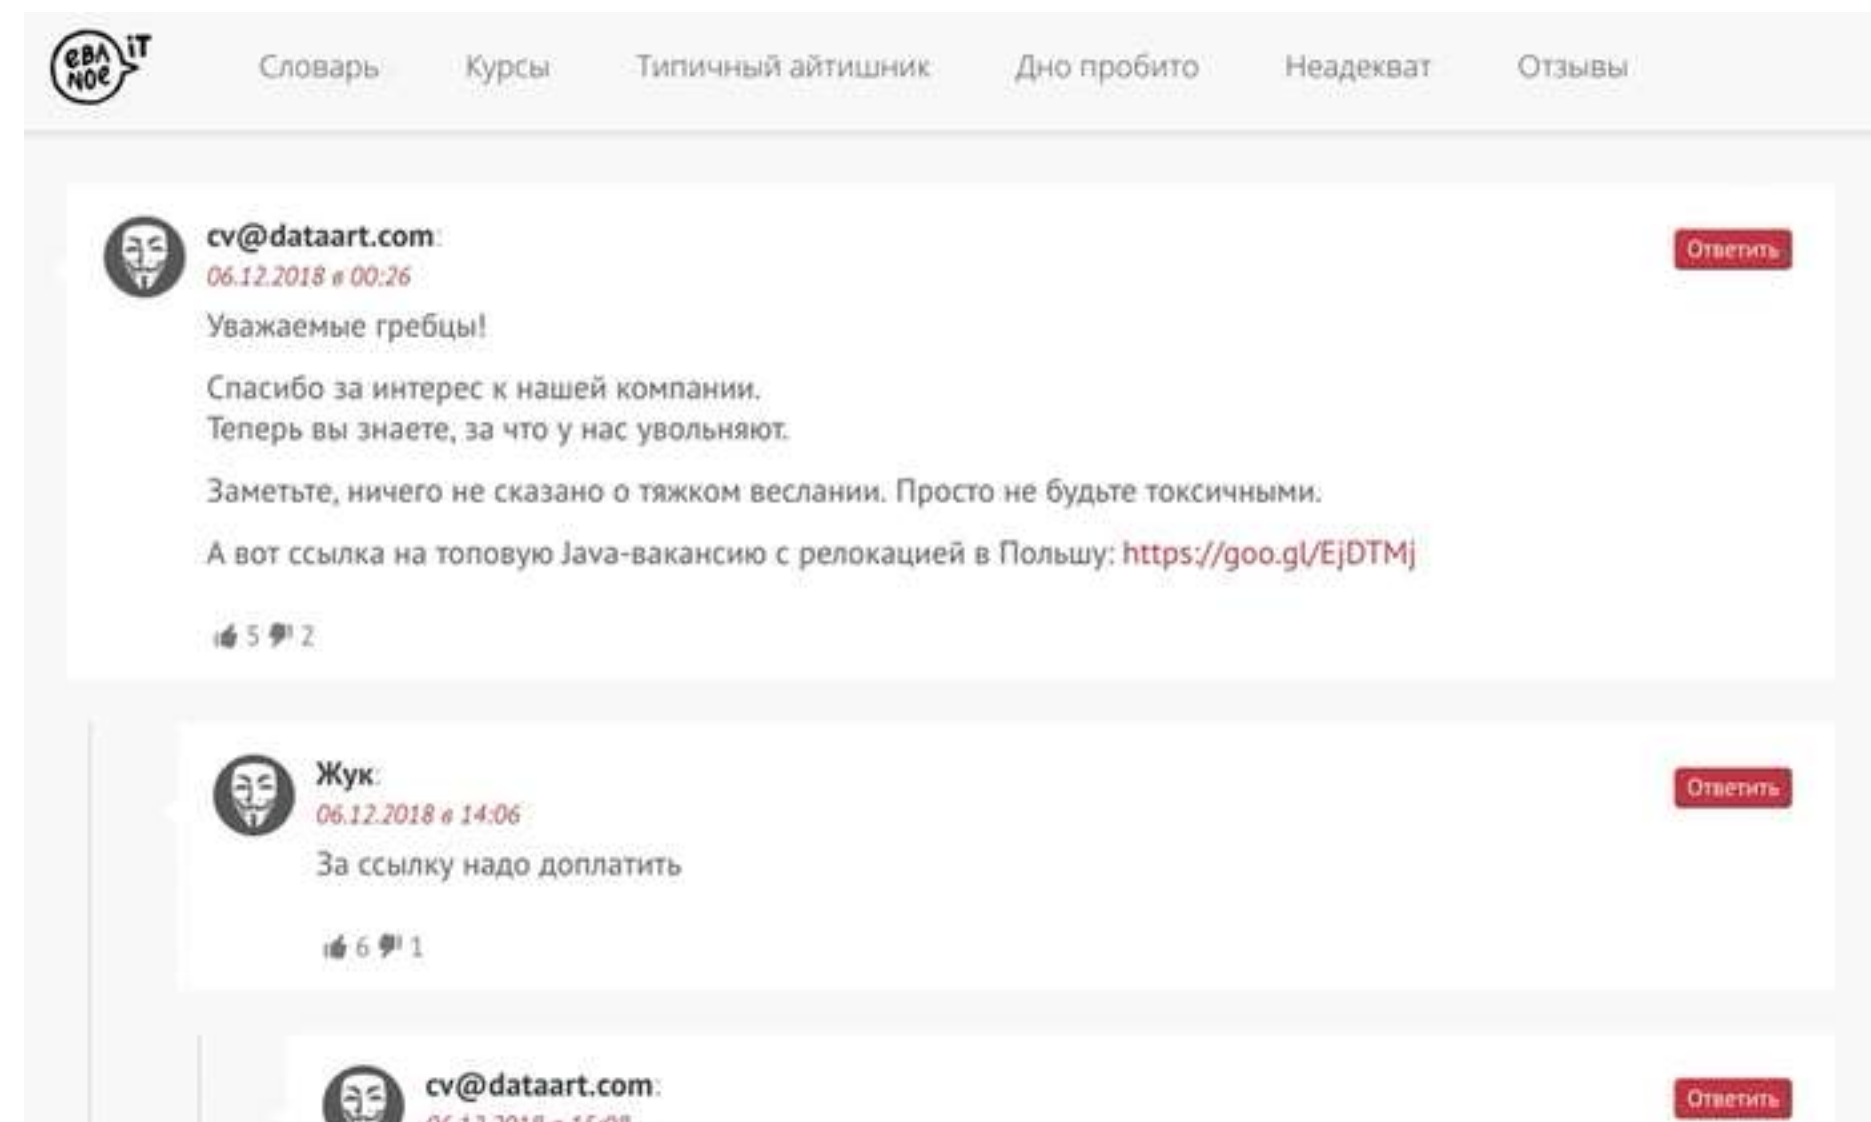 ЕВА
NOE
iT
Словарь Курсы Типичный айтишник Дно пробито Неадекват Отзывы
cv@dataart.com:
Ответить
06.12.2018 в 00:26
Уважаемые гребцы!
Спасибо за интерес к нашей компании.
Теперь вы знаете, за что у нас увольняют.
Заметьте, ничего не сказано о тяжком веслании. Просто не будьте токсичными.
А вот ссылка на топовую Java-вакансию с релокацией в Польшу: https://goo.gl/EjDTMj
5 2
Жук:
Ответить
06.12.2018 в 14:06
За ссылку надо доплатить
6 1
cv@dataart.com:
Ответить